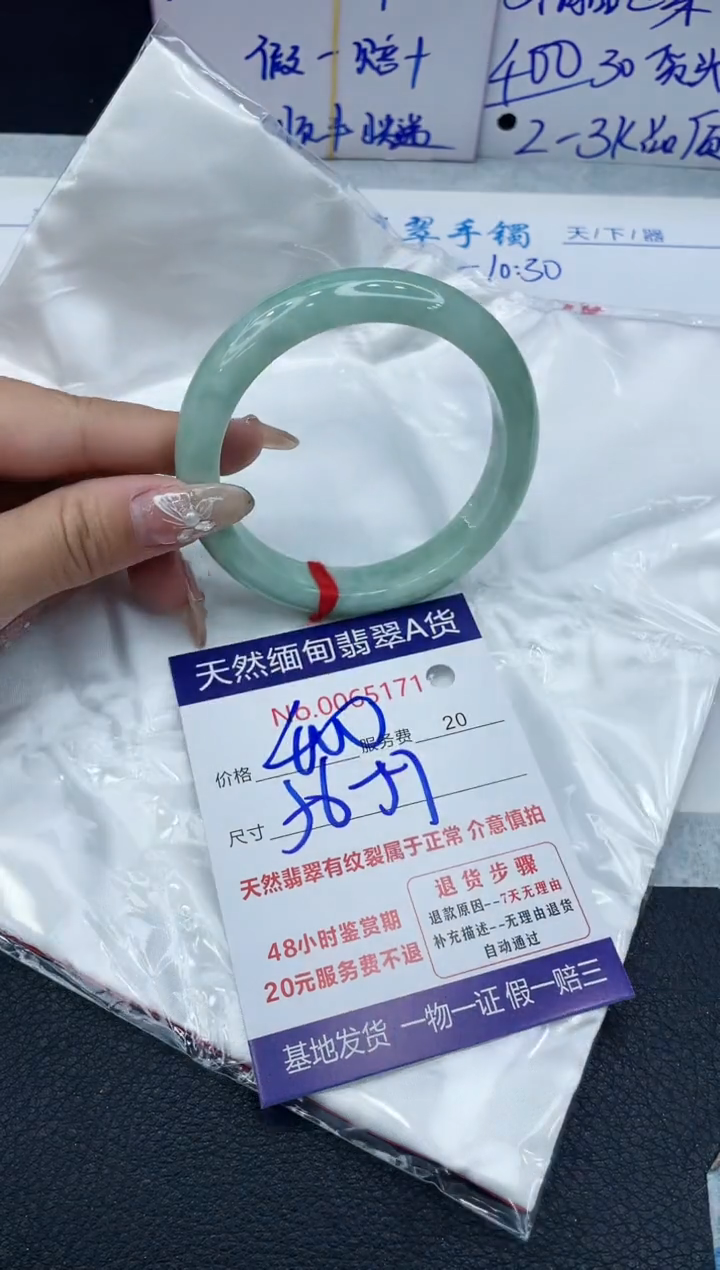 假一赔十
顺丰
400 30
2-3K品
翠手镯
天/下/器
-10:30
天然缅甸翡翠A货
No.0065171
价格 400 服务费 20
尺寸 56
天然翡翠有纹裂属于正常 介意慎拍
48小时鉴赏期
20元服务费不退
退货步骤
退款原因--7天无理由
补充描述--无理由退货
自动通过
基地发货 一物一证 假一赔三